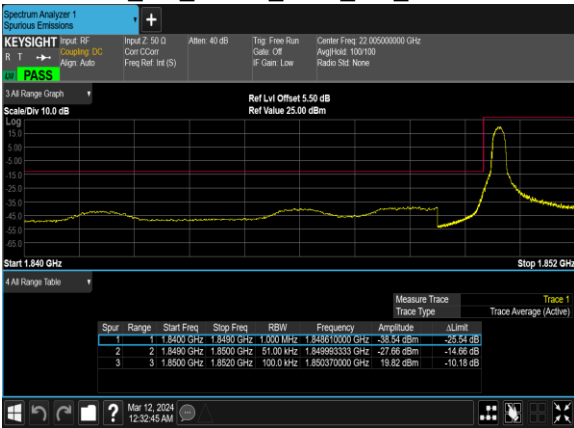 Spectrum Analyzer 1
Spurious Emissions
KEYSIGHT Input: RF Input Z: 50 Ω Atten: 40 dB Trig: Free Run Center Freq: 22.005000000 GHz
R T Coupling: DC Corr CCorr Gate: Off Avg|Hold: 100/100
Align: Auto Freq Ref: Int (S) IF Gain: Low Radio Std: None
LXI PASS
3 All Range Graph
Ref Lvl Offset 5.50 dB
Scale/Div 10.0 dB Ref Value 25.00 dBm
Log
15.0
5.00
-5.00
-15.0
-25.0
-35.0
-45.0
-55.0
-65.0
Start 1.840 GHz Stop 1.852 GHz
4 All Range Table
Measure Trace Trace 1
Trace Type Trace Average (Active)
Spur Range Start Freq Stop Freq RBW Frequency Amplitude ΔLimit
1 1 1.8400 GHz 1.8490 GHz 1.000 MHz 1.848610000 GHz -38.54 dBm -25.54 dB
2 2 1.8490 GHz 1.8500 GHz 51.00 kHz 1.849993333 GHz -27.66 dBm -14.66 dB
3 3 1.8500 GHz 1.8520 GHz 100.0 kHz 1.850370000 GHz 19.82 dBm -10.18 dB
Mar 12, 2024
12:32:45 AM